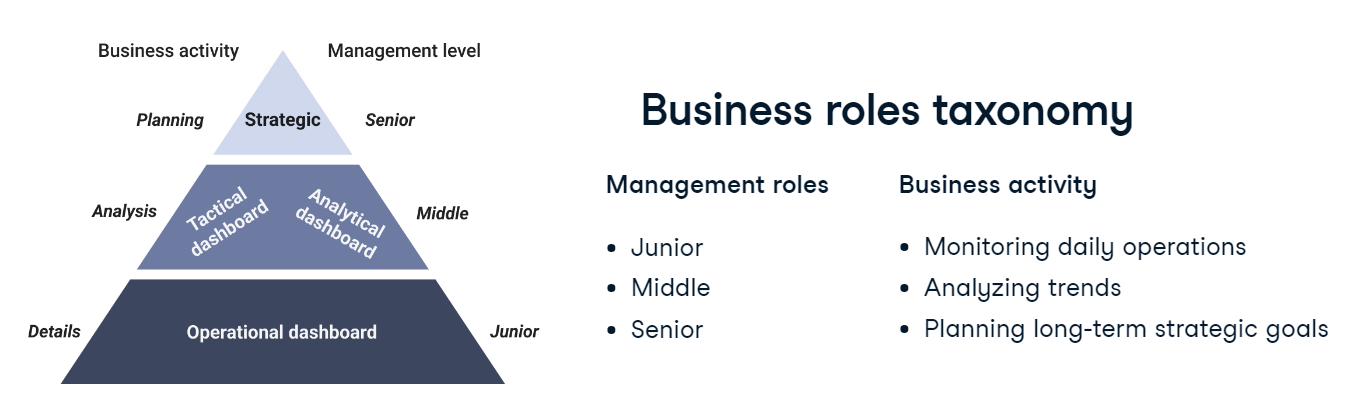 Business activity
Management level
Planning
Strategic
Senior
Analysis
Tactical
dashboard
Analytical
dashboard
Middle
Details
Operational dashboard
Junior
Business roles taxonomy
Management roles
• Junior
• Middle
• Senior
Business activity
• Monitoring daily operations
• Analyzing trends
• Planning long-term strategic goals